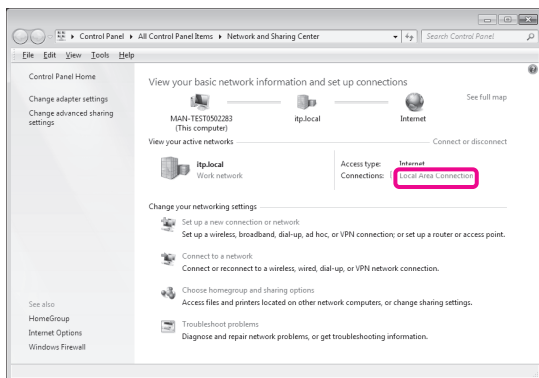 Control Panel ▸ All Control Panel Items ▸ Network and Sharing Center
Search Control Panel
File Edit View Tools Help
Control Panel Home
Change adapter settings
Change advanced sharing
settings
View your basic network information and set up connections
See full map
MAN-TEST0502283
(This computer)
itp.local
Internet
View your active networks
Connect or disconnect
itp.local
Work network
Access type: Internet
Connections: Local Area Connection
Change your networking settings
Set up a new connection or network
Set up a wireless, broadband, dial-up, ad hoc, or VPN connection; or set up a router or access point.
Connect to a network
Connect or reconnect to a wireless, wired, dial-up, or VPN network connection.
Choose homegroup and sharing options
Access files and printers located on other network computers, or change sharing settings.
Troubleshoot problems
Diagnose and repair network problems, or get troubleshooting information.
See also
HomeGroup
Internet Options
Windows Firewall